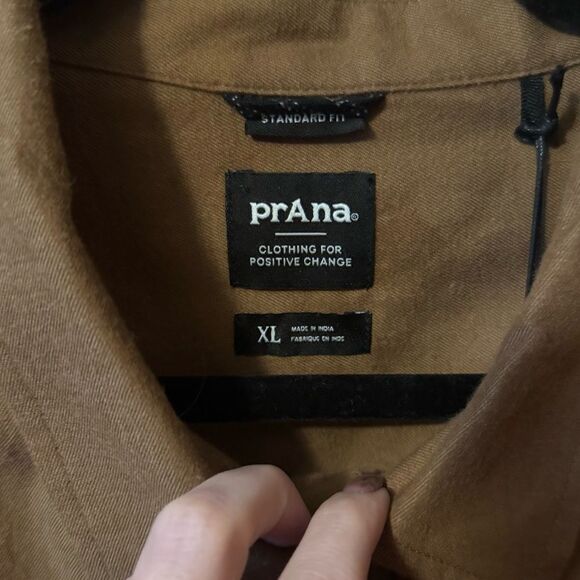 STANDARD FIT
prAna®
CLOTHING FOR
POSITIVE CHANGE
XL
MADE IN INDIA
FABRIQUE EN INDE